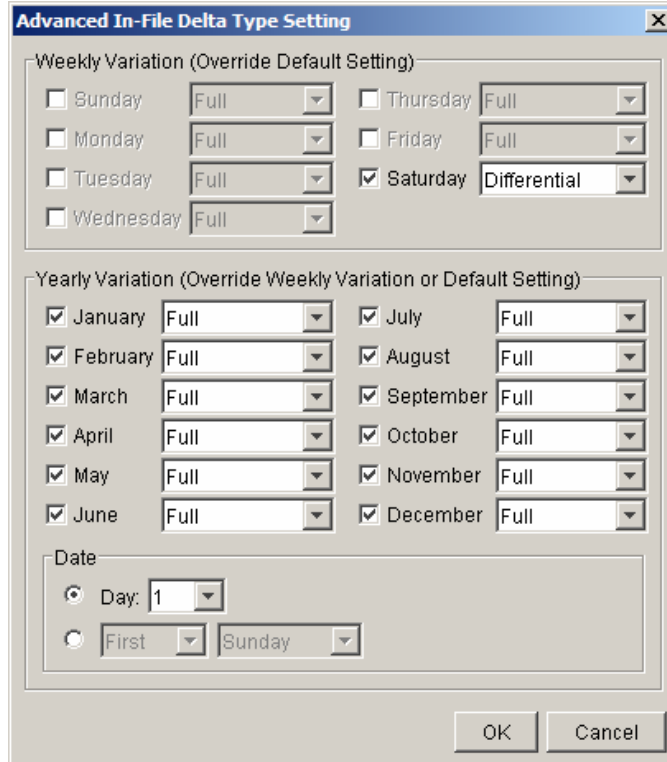 Advanced In-File Delta Type Setting
Weekly Variation (Override Default Setting)
Sunday Full Thursday Full
Monday Full Friday Full
Tuesday Full Saturday Differential
Wednesday Full
Yearly Variation (Override Weekly Variation or Default Setting)
January Full July Full
February Full August Full
March Full September Full
April Full October Full
May Full November Full
June Full December Full
Date
Day: 1
First Sunday
OK Cancel